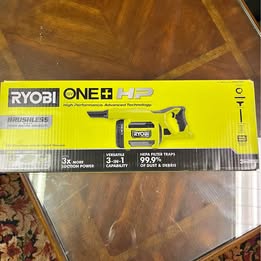 RYOBI ONE+ HP
High Performance Advanced Technology
BRUSHLESS
RYOBI
3x MORE
SUCTION POWER
VERSATILE
3-IN-1
CAPABILITY
HEPA FILTER TRAPS
99.9%
OF DUST & DEBRIS